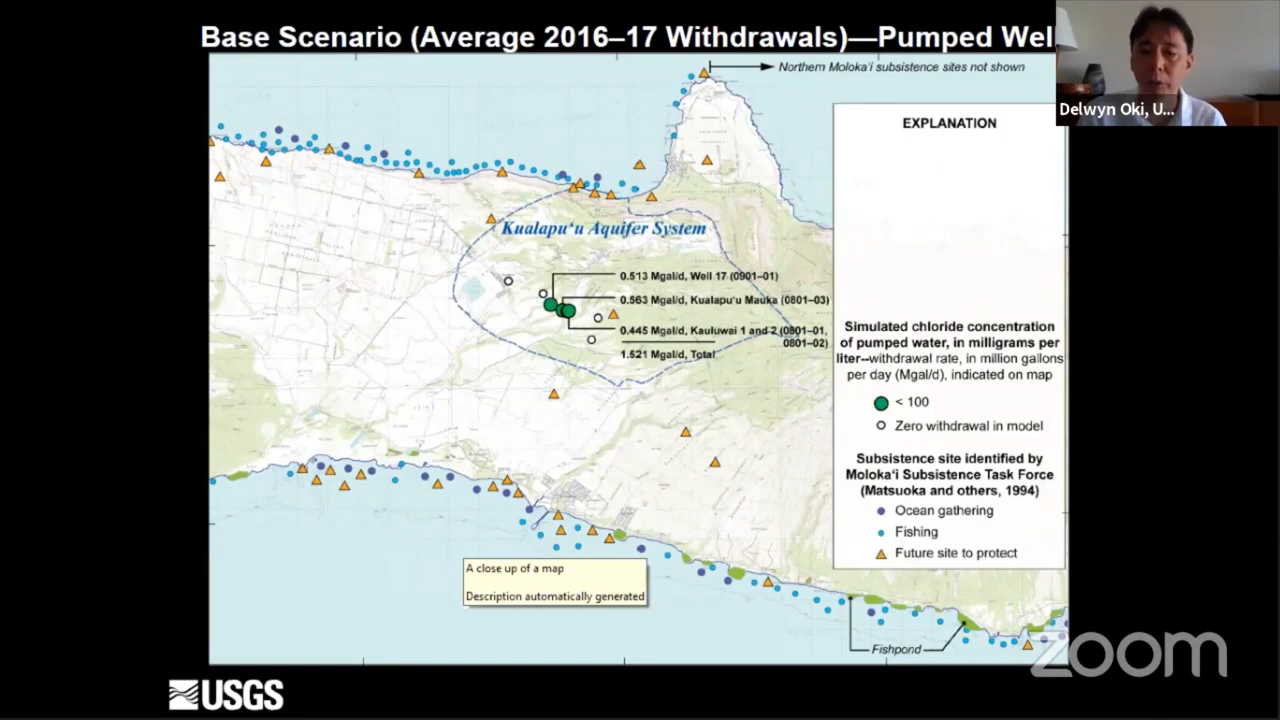 Base Scenario (Average 2016–17 Withdrawals)—Pumped Wel
Northern Moloka‘i subsistence sites not shown
Delwyn Oki, U...
EXPLANATION
Kualapu‘u Aquifer System
0.513 Mgal/d, Well 17 (0901–01)
0.563 Mgal/d, Kualapu‘u Mauka (0801–03)
0.445 Mgal/d, Kauluwai 1 and 2 (0801–01,
0801–02)
1.521 Mgal/d, Total
Simulated chloride concentration
of pumped water, in milligrams per
liter--withdrawal rate, in million gallons
per day (Mgal/d), indicated on map
< 100
Zero withdrawal in model
Subsistence site identified by
Moloka‘i Subsistence Task Force
(Matsuoka and others, 1994)
Ocean gathering
Fishing
Future site to protect
A close up of a map
Description automatically generated
Fishpond
zoom
USGS